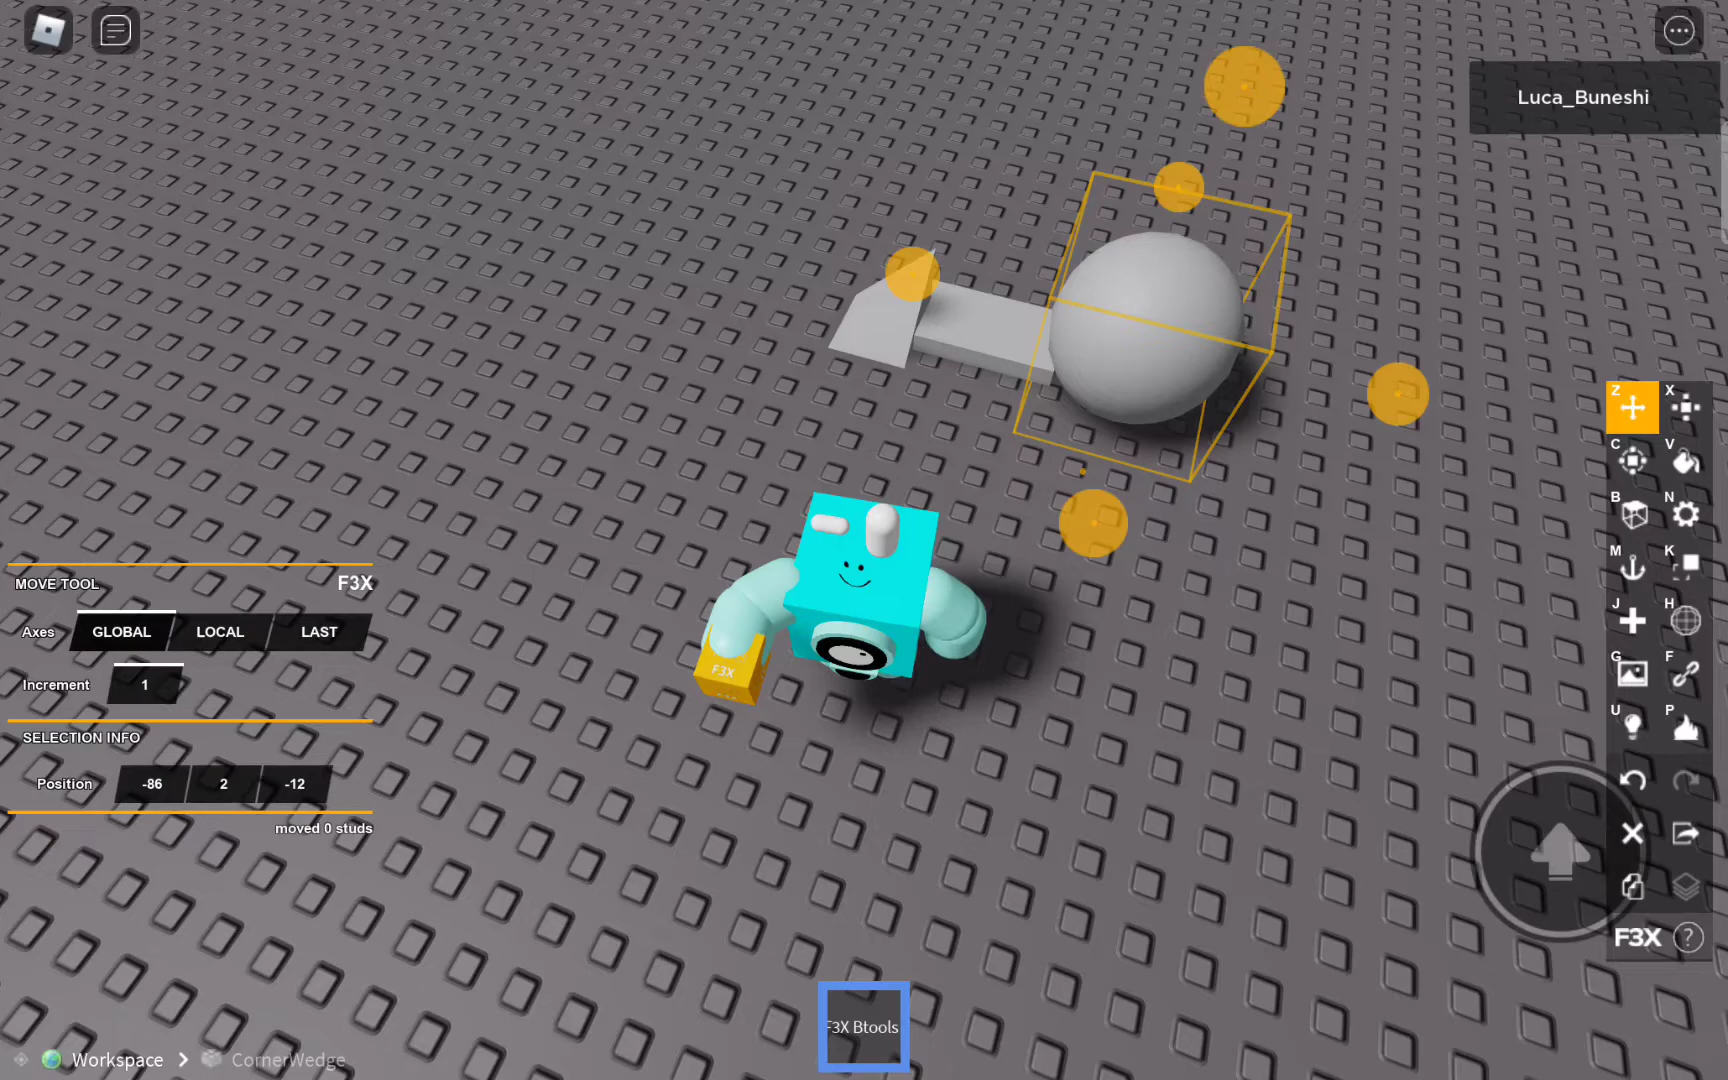 Luca_Buneshi
Z X
C V
B N
M K
J H
G F
U P
F3X ?
MOVE TOOL F3X
Axes GLOBAL LOCAL LAST
Increment 1
SELECTION INFO
Position -86 2 -12
moved 0 studs
F3X
F3X Btools
Workspace > CornerWedge